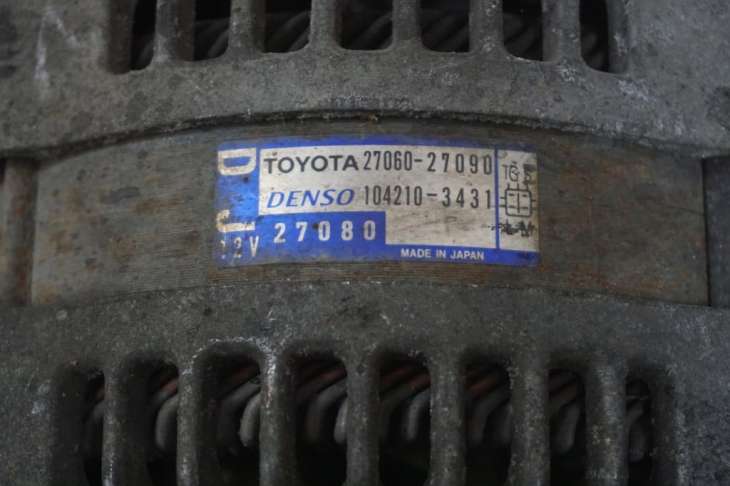 TOYOTA 27060-27090
DENSO 104210-3431
12V 27080
MADE IN JAPAN